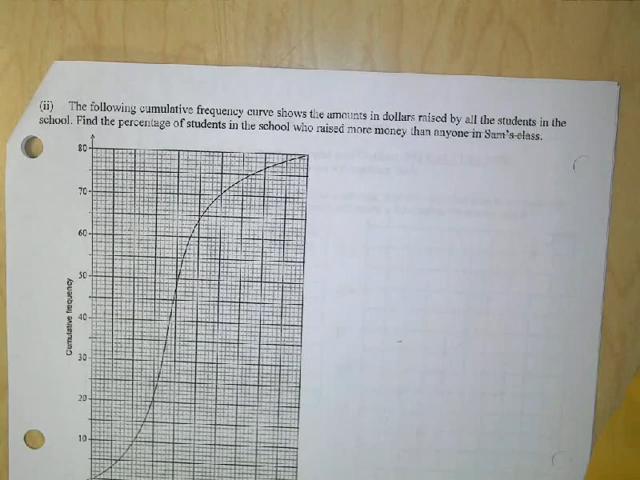 (ii) The following cumulative frequency curve shows the amounts in dollars raised by all the students in the
school. Find the percentage of students in the school who raised more money than anyone in Sam's class.
80
70
60
50
40
30
20
10
Cumulative frequency